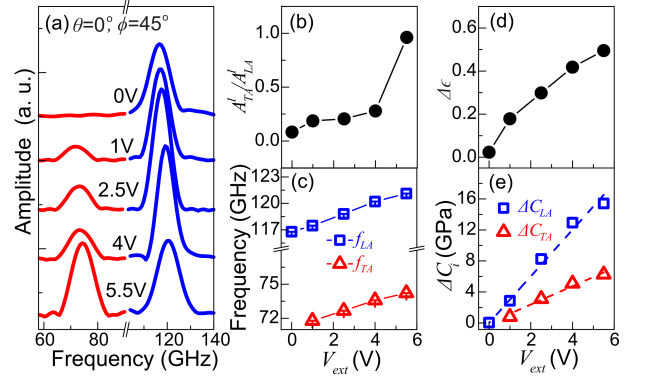 (a) θ=0°, ϕ=45°
0V
1V
2.5V
4V
5.5V
Amplitude (a. u.)
60 80 120 140
Frequency (GHz)
(b)
1.0
0.5
0.0
A^I_TA/A^I_LA
(c)
123
120
117
75
72
Frequency (GHz)
f_LA
f_TA
0 2 4 6
V_ext (V)
(d)
0.6
0.4
0.2
0.0
Δϵ
(e)
16
12
8
4
0
ΔC_i (GPa)
ΔC_LA
ΔC_TA
0 2 4 6
V_ext (V)